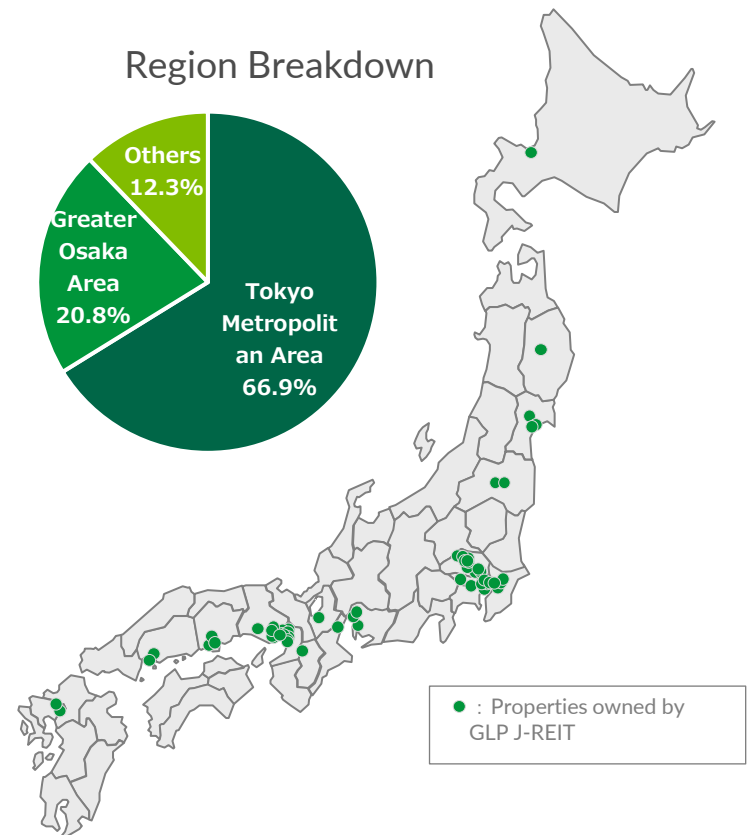 Region Breakdown
Others
12.3%
Greater
Osaka
Area
20.8%
Tokyo
Metropolit
an Area
66.9%
: Properties owned by
GLP J-REIT